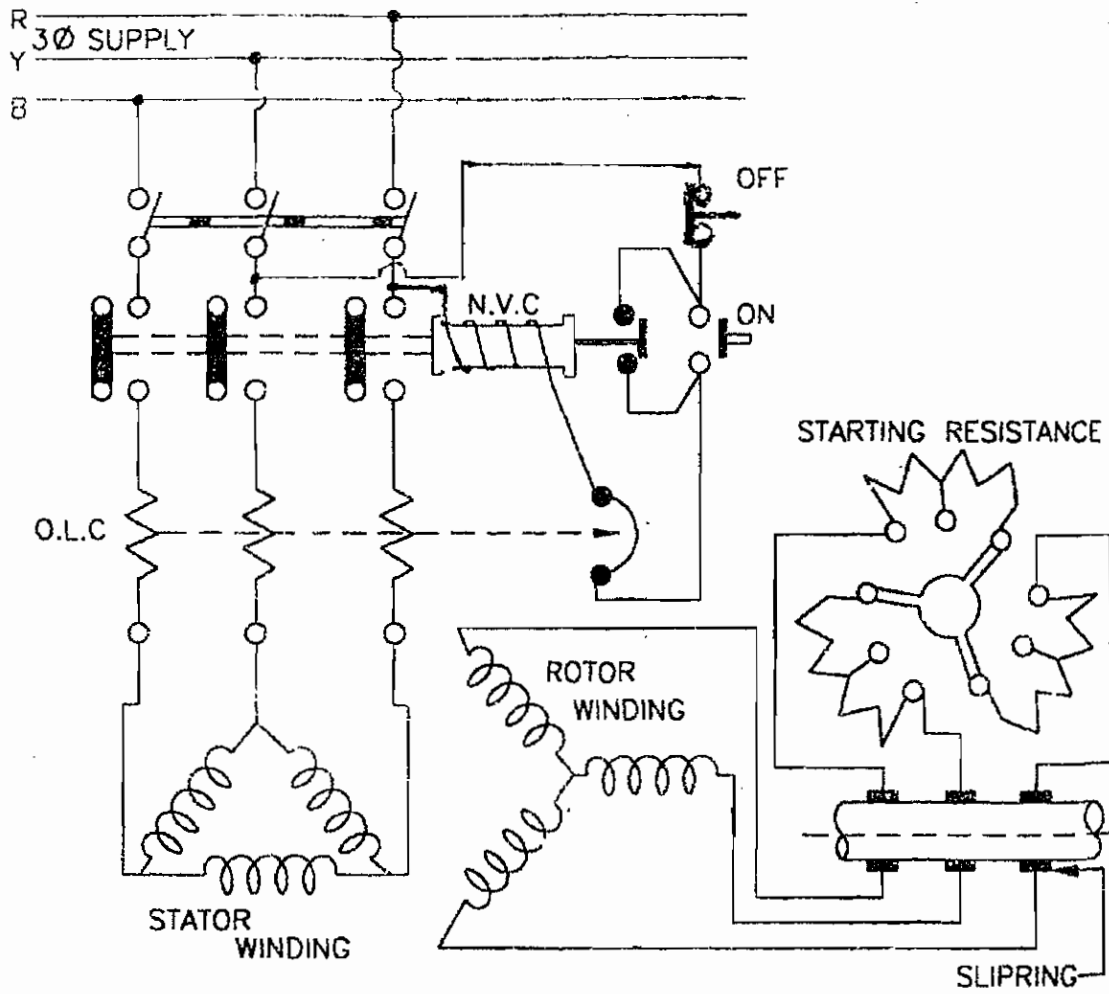 R
3Ø SUPPLY
Y
B
OFF
N.V.C
ON
STARTING RESISTANCE
O.L.C
ROTOR
WINDING
STATOR
WINDING
SLIPRING